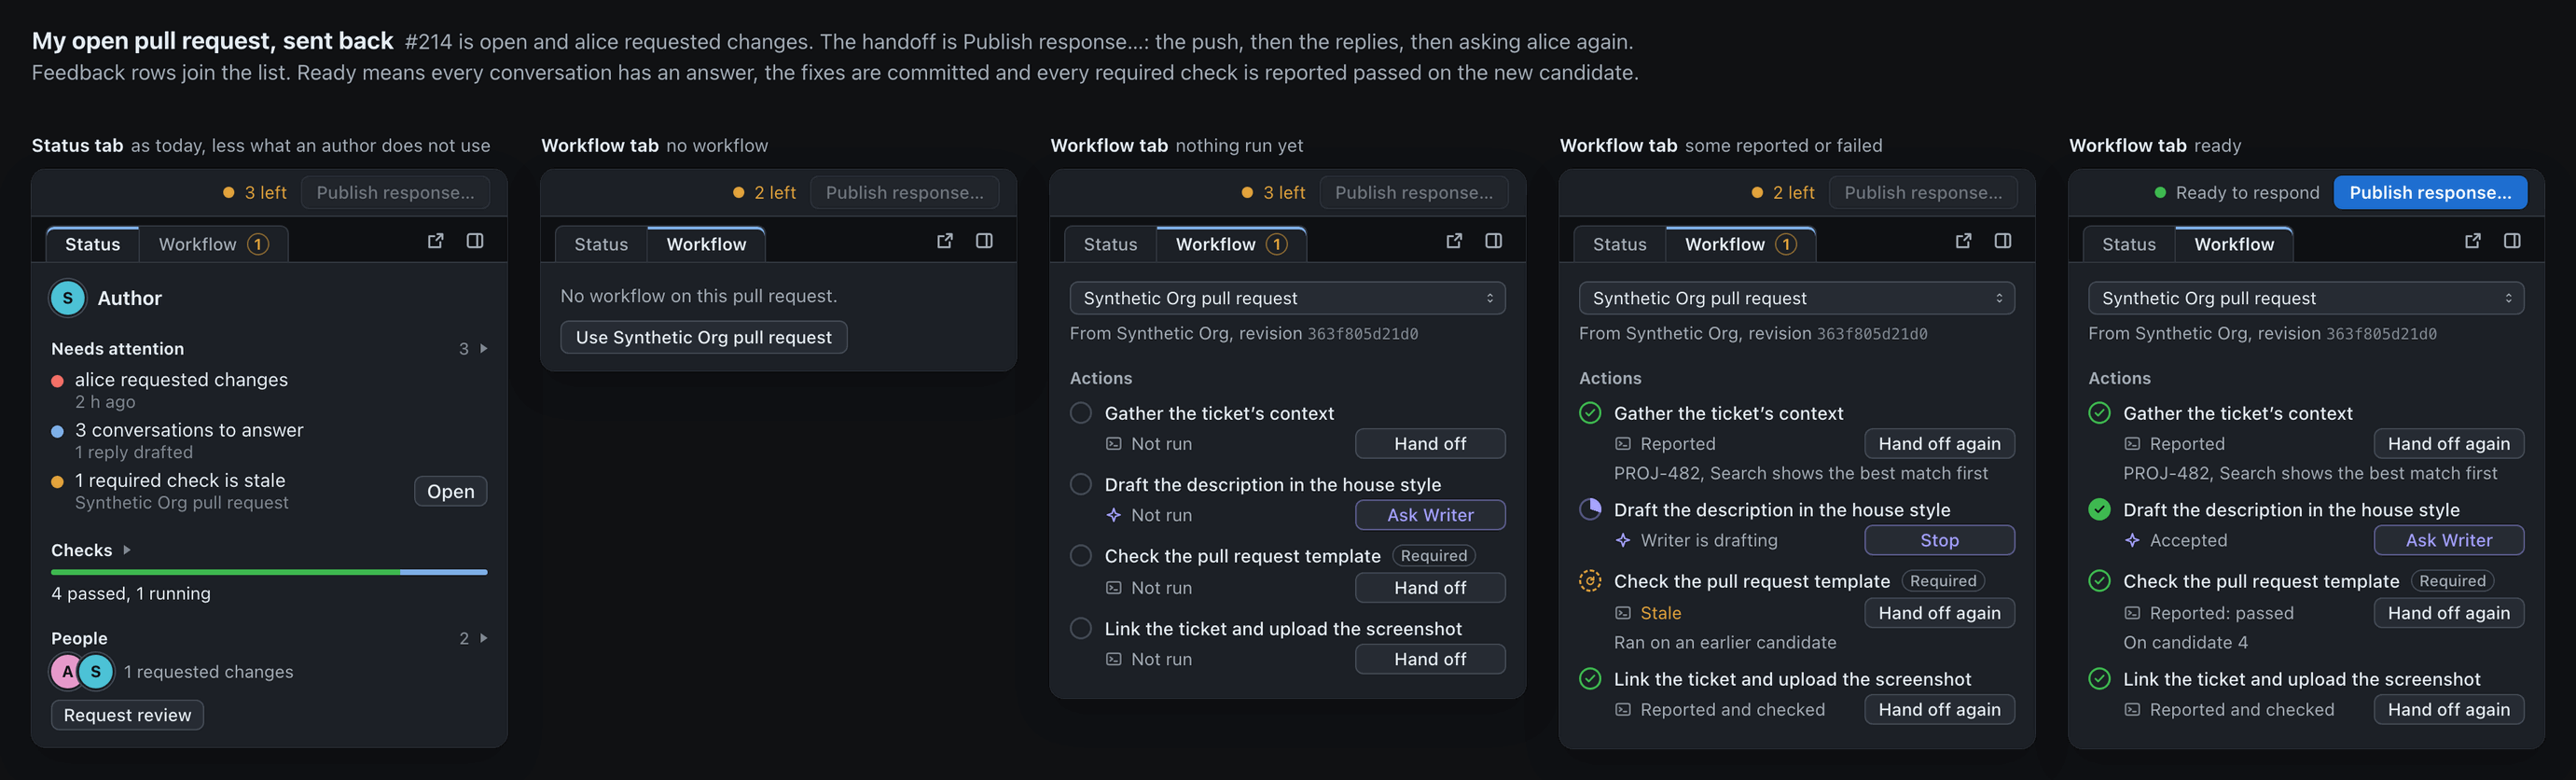 My open pull request, sent back #214 is open and alice requested changes. The handoff is Publish response…: the push, then the replies, then asking alice again.
Feedback rows join the list. Ready means every conversation has an answer, the fixes are committed and every required check is reported passed on the new candidate.
Status tab as today, less what an author does not use
3 left Publish response…
Status Workflow 1
S Author
Needs attention 3
alice requested changes
2 h ago
3 conversations to answer
1 reply drafted
1 required check is stale
Synthetic Org pull request
Open
Checks
4 passed, 1 running
People 2
A S 1 requested changes
Request review
Workflow tab no workflow
2 left Publish response…
Status Workflow
No workflow on this pull request.
Use Synthetic Org pull request
Workflow tab nothing run yet
3 left Publish response…
Status Workflow 1
Synthetic Org pull request
From Synthetic Org, revision 363f805d21d0
Actions
Gather the ticket’s context
Not run Hand off
Draft the description in the house style
Not run Ask Writer
Check the pull request template Required
Not run Hand off
Link the ticket and upload the screenshot
Not run Hand off
Workflow tab some reported or failed
2 left Publish response…
Status Workflow 1
Synthetic Org pull request
From Synthetic Org, revision 363f805d21d0
Actions
Gather the ticket’s context
Reported Hand off again
PROJ-482, Search shows the best match first
Draft the description in the house style
Writer is drafting Stop
Check the pull request template Required
Stale Hand off again
Ran on an earlier candidate
Link the ticket and upload the screenshot
Reported and checked Hand off again
Workflow tab ready
Ready to respond Publish response…
Status Workflow
Synthetic Org pull request
From Synthetic Org, revision 363f805d21d0
Actions
Gather the ticket’s context
Reported Hand off again
PROJ-482, Search shows the best match first
Draft the description in the house style
Accepted Ask Writer
Check the pull request template Required
Reported: passed Hand off again
On candidate 4
Link the ticket and upload the screenshot
Reported and checked Hand off again